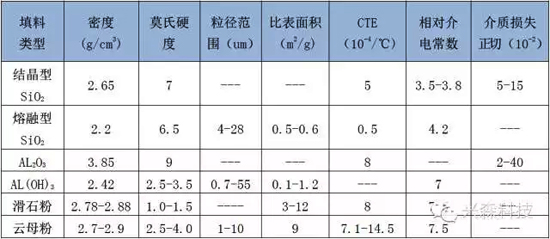 填料类型 密度(g/cm³) 莫氏硬度 粒径范围(um) 比表面积(m²/g) CTE(10⁻⁴/℃) 相对介电常数 介质损失正切(10⁻²)
结晶型SiO₂ 2.65 7 --- --- 5 3.5-3.8 5-15
熔融型SiO₂ 2.2 6.5 4-28 0.5-0.6 0.5 4.2 ---
AL₂O₃ 3.85 9 --- --- 8 --- 2-40
AL(OH)₃ 2.42 2.5-3.5 0.7-55 0.1-1.2 --- 7
滑石粉 2.78-2.88 1.0-1.5 ---- 3-12 8
云母粉 2.7-2.9 2.5-4.0 1-10 9 7.1-14.5 7.5 ---
兴森科技